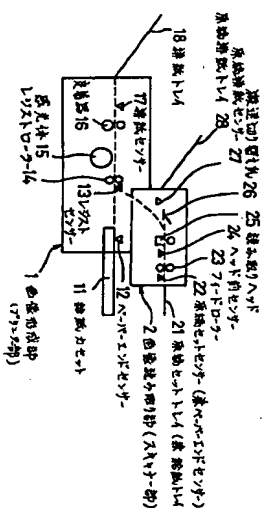 原稿セットトレイ(兼給紙トレイ)
21
22 原稿セットセンサー(兼ペーパーエンドセンサー)
23 フィードローラー
24 ヘッド前センサー
25 読み取りヘッド
26
搬送切り替え
27
原稿排紙センサー
28
原稿排紙トレイ
2 画像読み取り部(スキャナー部)
18 排紙トレイ
17 排紙センサー
定着器 16
感光体 15
レジストローラー 14
13 レジストセンサー
12 ペーパーエンドセンサー
11 給紙カセット
1 画像形成部
(プリンタ部)